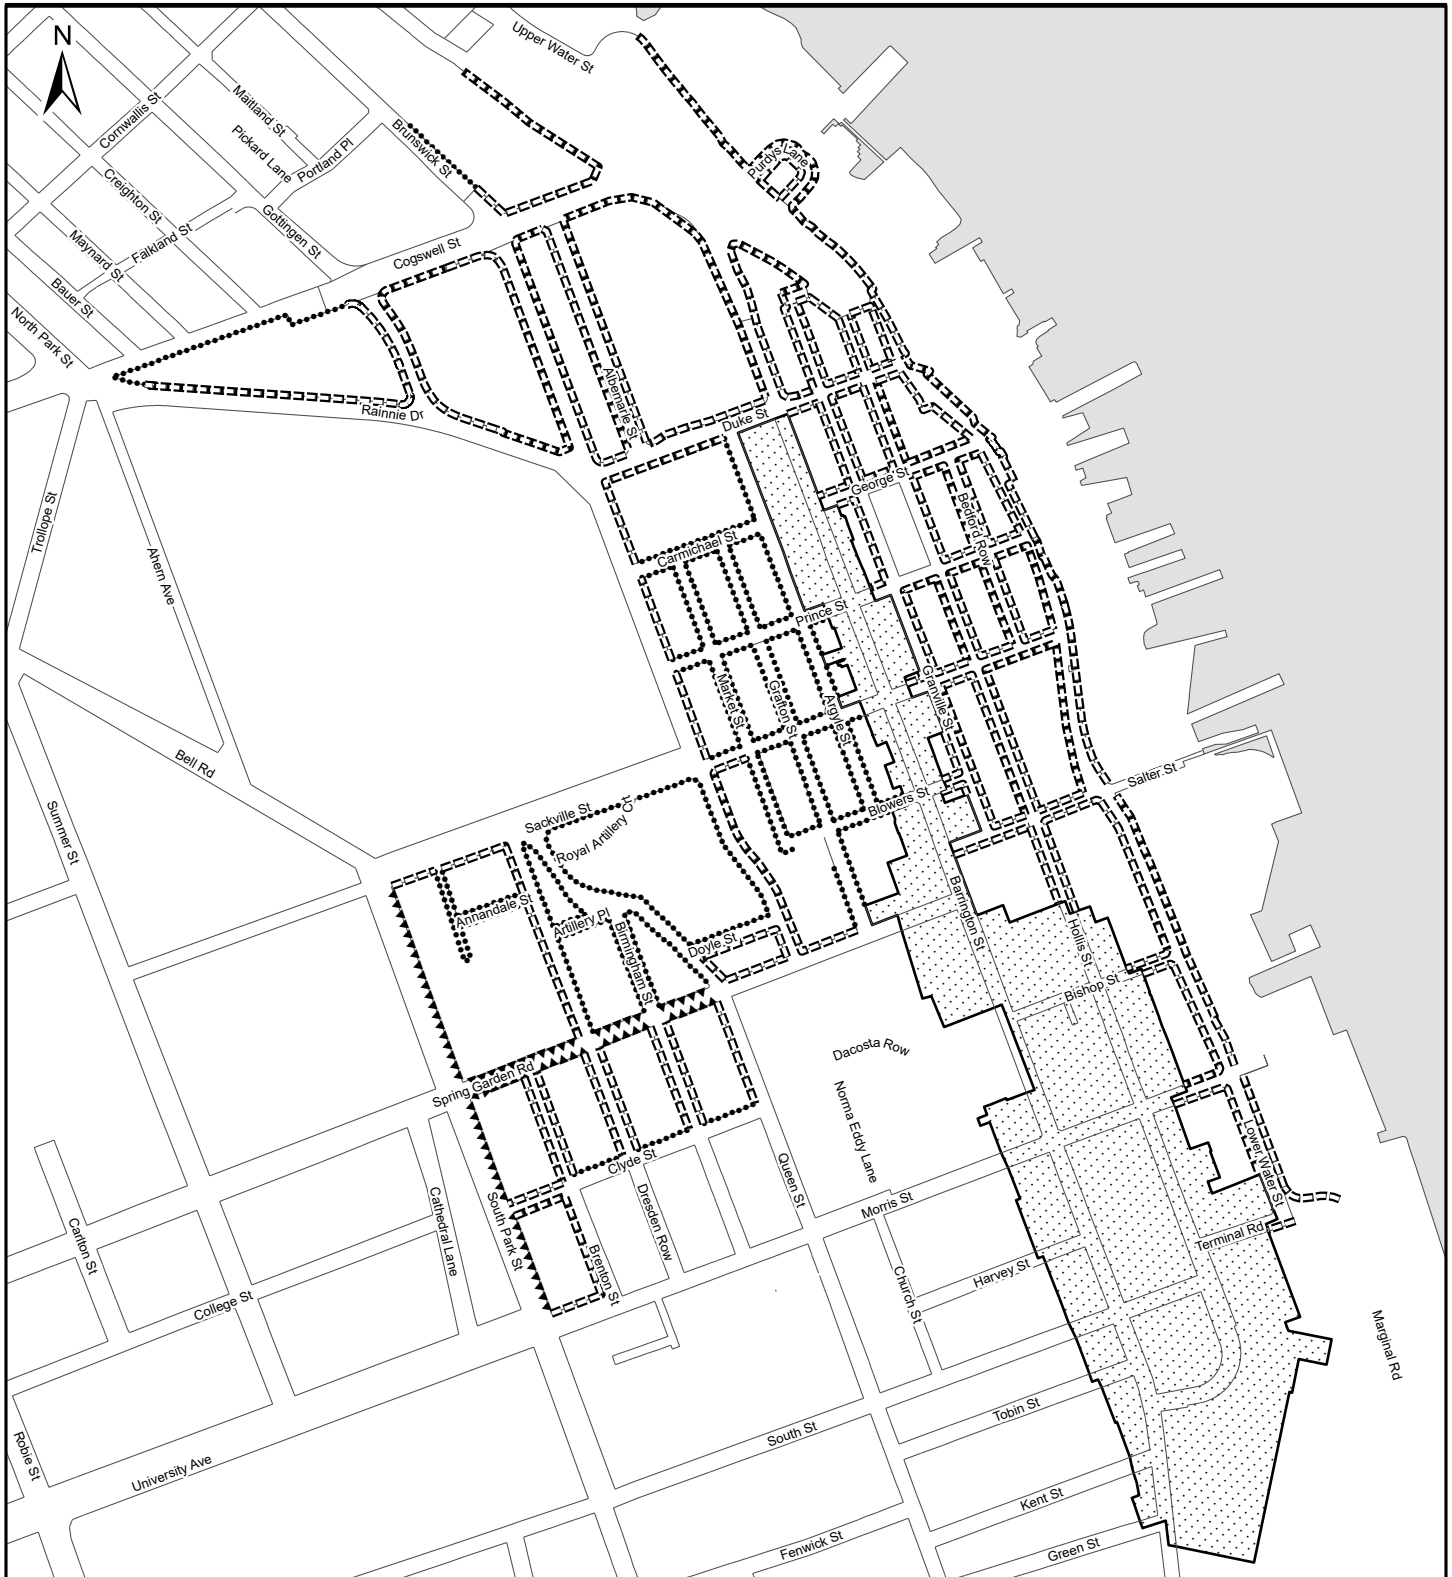 N
Upper Water St
Maitland St
Cornwallis St
Pickard Lane
Portland Pl
Brunswick St
Purdys Lane
Creighton St
Gottingen St
Falkland St
Maynard St
Cogswell St
Bauer St
North Park St
Rainnie Dr
Albemarle St
Duke St
George St
Trollope St
Bedford Row
Carmichael St
Ahern Ave
Prince St
Granville St
Market St
Grafton St
Argyle St
Bell Rd
Salter St
Blowers St
Sackville St
Summer St
Royal Artillery Crt
Annandale St
Artillery Pl
Birmingham St
Doyle St
Barrington St
Hollis St
Bishop St
Dacosta Row
Spring Garden Rd
Norma Eddy Lane
Lower Water St
Clyde St
Queen St
Morris St
South Park St
Cathedral Lane
Dresden Row
Carlton St
Terminal Rd
Brenton St
Church St
Harvey St
College St
Marginal Rd
Tobin St
South St
Robie St
University Ave
Kent St
Fenwick St
Green St